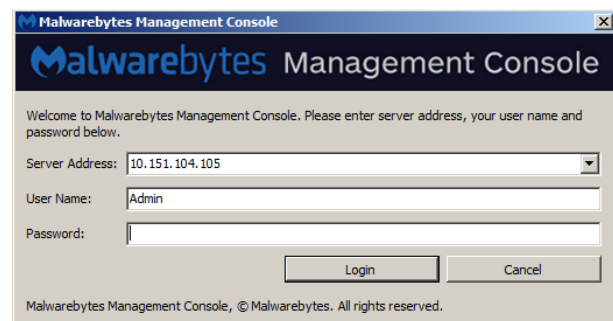 Malwarebytes Management Console
Malwarebytes Management Console
Welcome to Malwarebytes Management Console. Please enter server address, your user name and
password below.
Server Address: 10.151.104.105
User Name: Admin
Password:
Login Cancel
Malwarebytes Management Console, © Malwarebytes. All rights reserved.